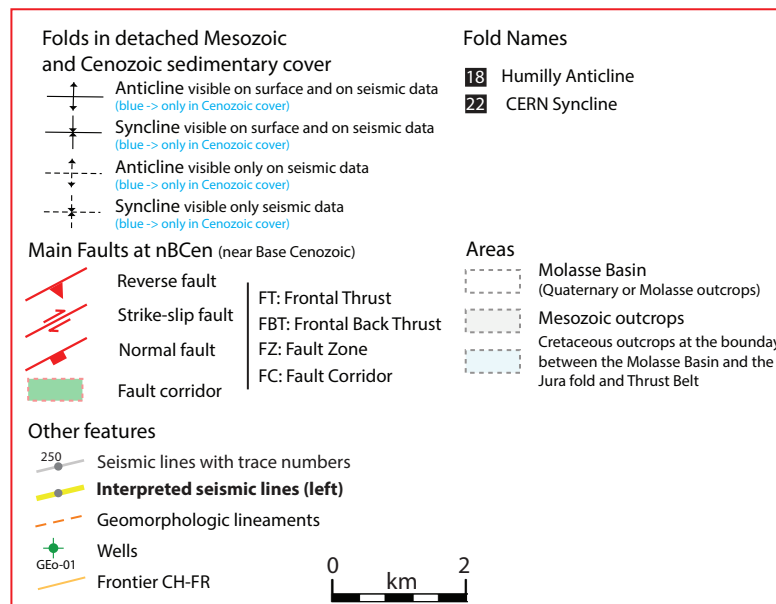 Folds in detached Mesozoic
and Cenozoic sedimentary cover
Anticline visible on surface and on seismic data
(blue -> only in Cenozoic cover)
Syncline visible on surface and on seismic data
(blue -> only in Cenozoic cover)
Anticline visible only on seismic data
(blue -> only in Cenozoic cover)
Syncline visible only seismic data
(blue -> only in Cenozoic cover)
Fold Names
18 Humilly Anticline
22 CERN Syncline
Main Faults at nBCen (near Base Cenozoic)
Reverse fault
Strike-slip fault
Normal fault
Fault corridor
FT: Frontal Thrust
FBT: Frontal Back Thrust
FZ: Fault Zone
FC: Fault Corridor
Areas
Molasse Basin
(Quaternary or Molasse outcrops)
Mesozoic outcrops
Cretaceous outcrops at the bounday
between the Molasse Basin and the
Jura fold and Thrust Belt
Other features
250 Seismic lines with trace numbers
Interpreted seismic lines (left)
Geomorphologic lineaments
Wells
GEo-01
Frontier CH-FR
0 2
km